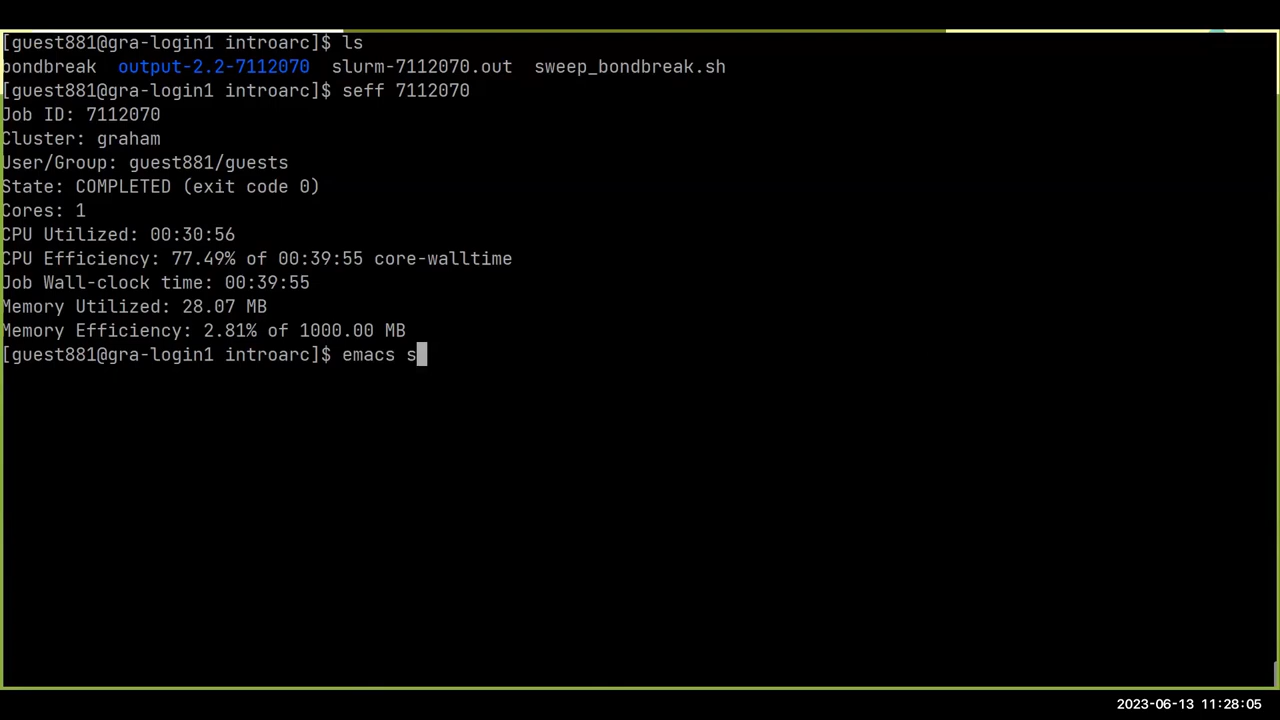 [guest881@gra-login1 introarc]$ ls
bondbreak  output-2.2-7112070  slurm-7112070.out  sweep_bondbreak.sh
[guest881@gra-login1 introarc]$ seff 7112070
Job ID: 7112070
Cluster: graham
User/Group: guest881/guests
State: COMPLETED (exit code 0)
Cores: 1
CPU Utilized: 00:30:56
CPU Efficiency: 77.49% of 00:39:55 core-walltime
Job Wall-clock time: 00:39:55
Memory Utilized: 28.07 MB
Memory Efficiency: 2.81% of 1000.00 MB
[guest881@gra-login1 introarc]$ emacs s
2023-06-13 11:28:05